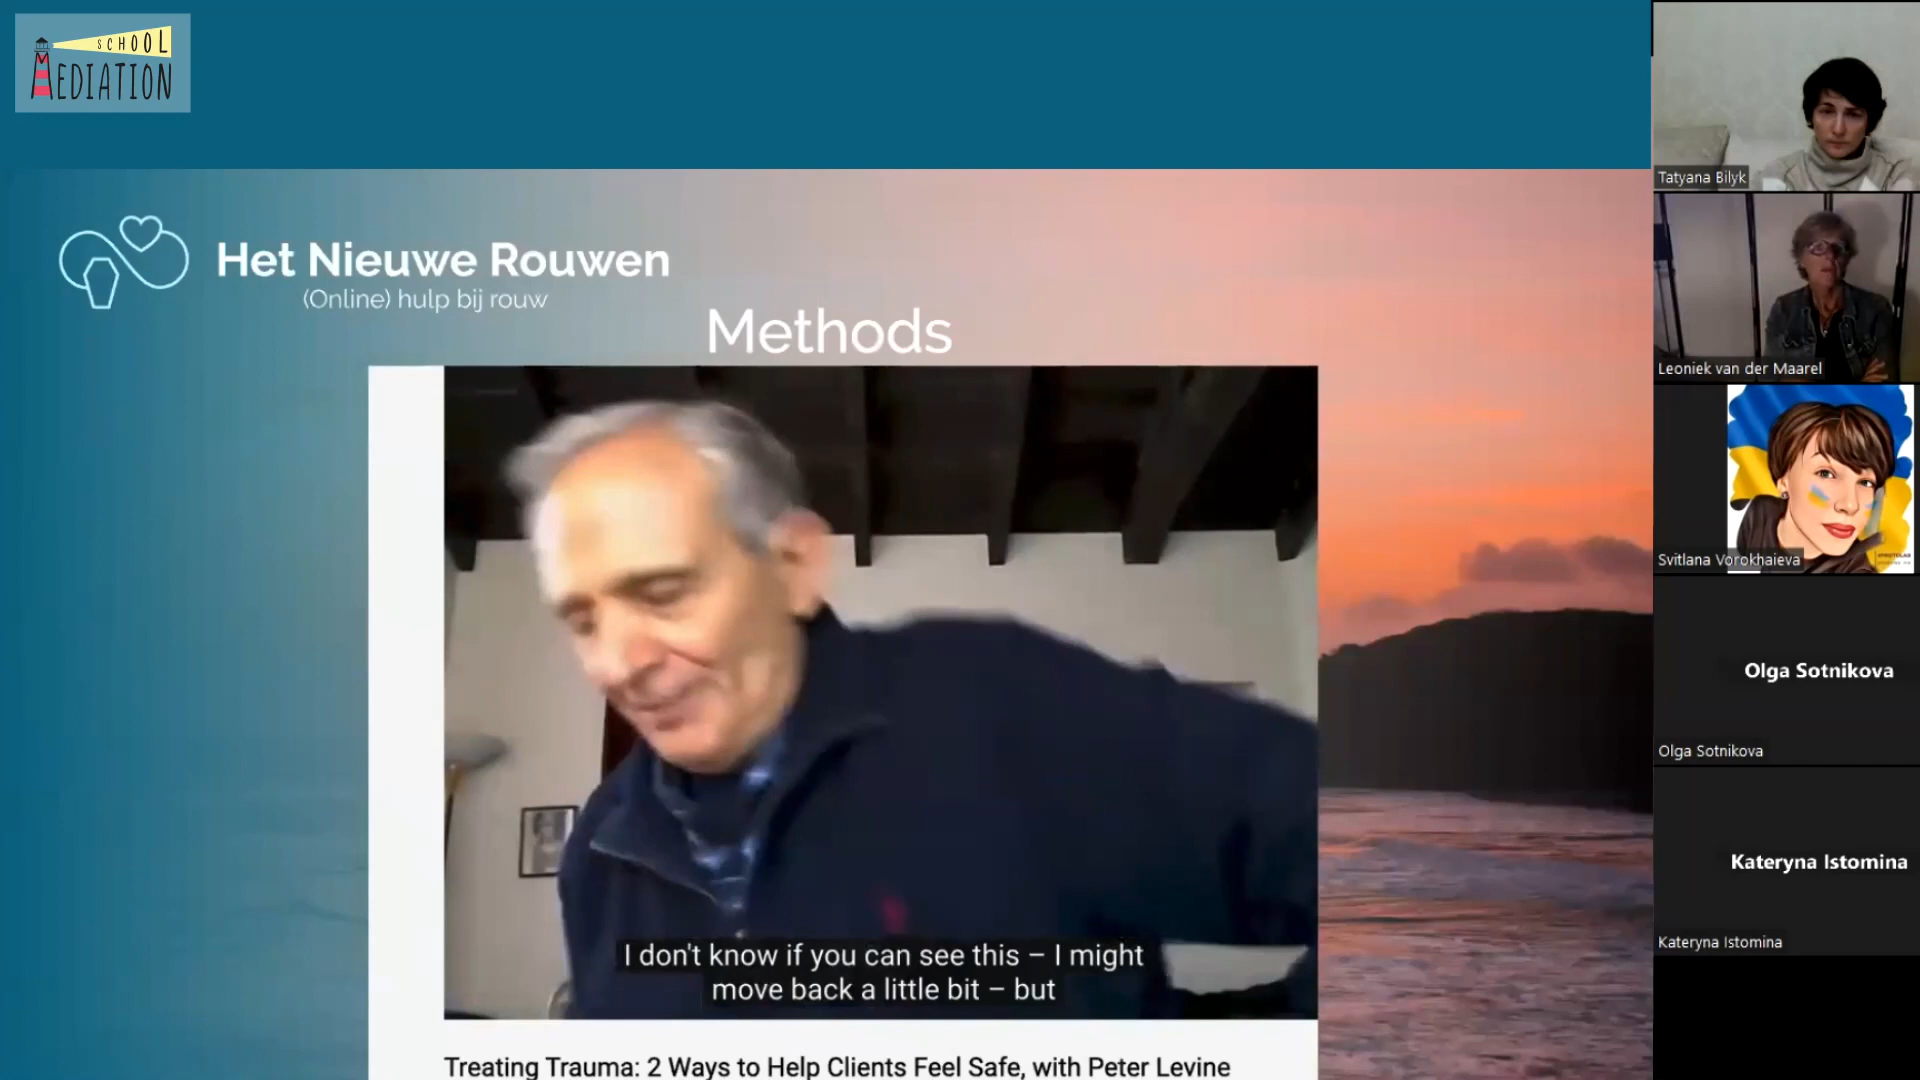 SCHOOL
MEDIATION
Het Nieuwe Rouwen
(Online) hulp bij rouw
Methods
I don't know if you can see this – I might
move back a little bit – but
Treating Trauma: 2 Ways to Help Clients Feel Safe, with Peter Levine
Tatyana Bilyk
Leoniek van der Maarel
Svitlana Vorokhaieva
Olga Sotnikova
Olga Sotnikova
Kateryna Istomina
Kateryna Istomina